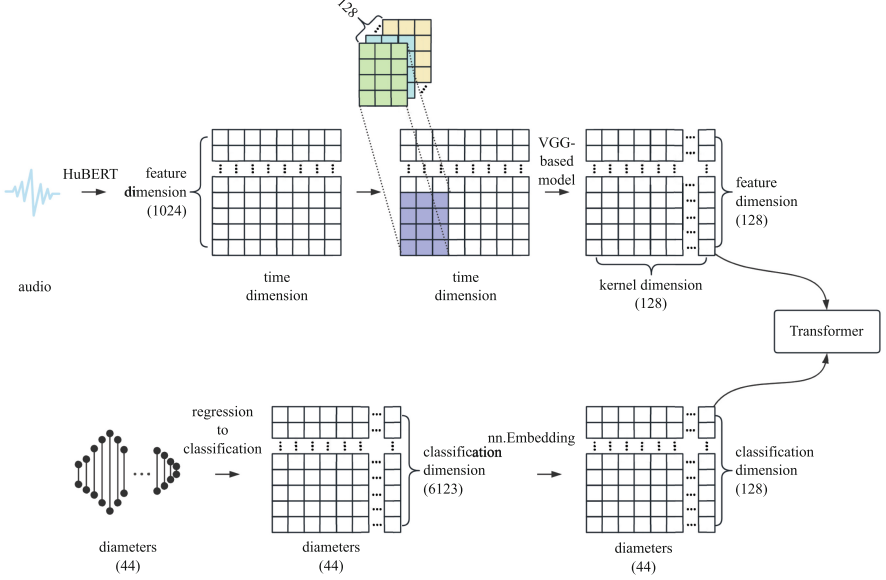 128
HuBERT
feature
dimension
(1024)
VGG-
based
model
feature
dimension
(128)
audio
time
dimension
time
dimension
kernel dimension
(128)
Transformer
regression
to
classification
classification
dimension
(6123)
nn.Embedding
classification
dimension
(128)
diameters
(44)
diameters
(44)
diameters
(44)